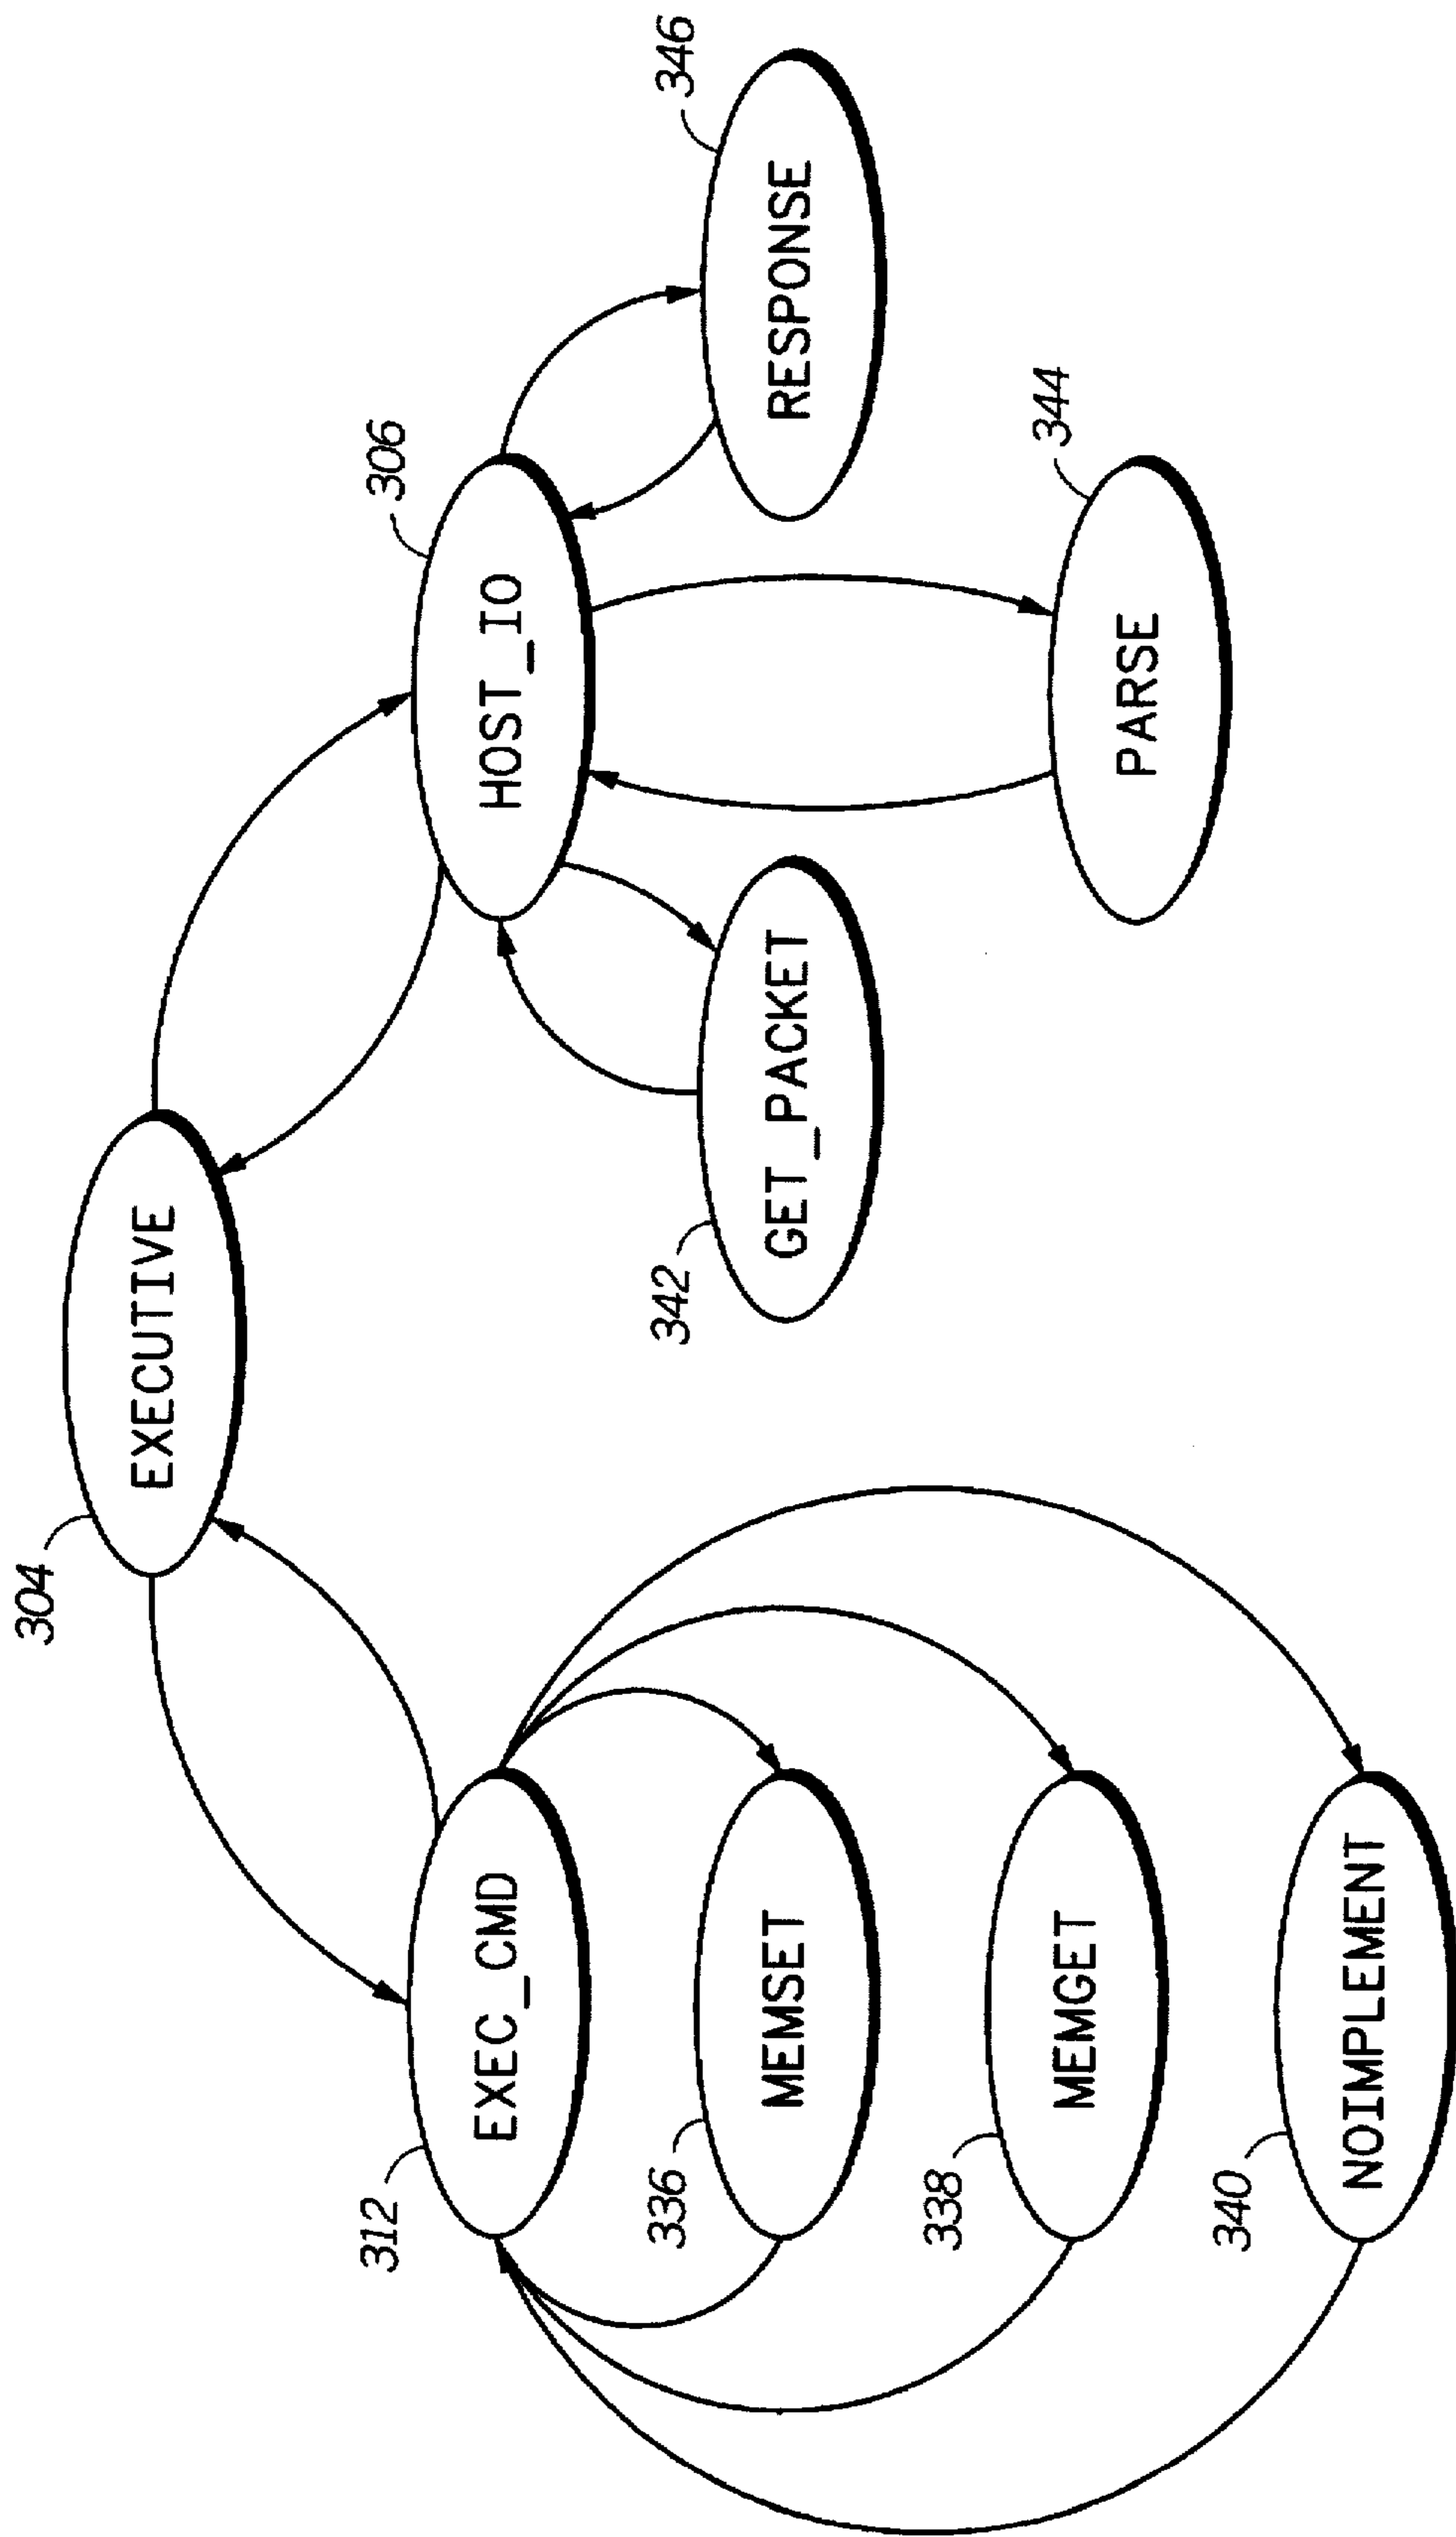 304
EXECUTIVE
306
HOST_IO
312
EXEC_CMD
342
GET_PACKET
346
RESPONSE
336
MEMSET
338
MEMGET
344
PARSE
340
NOIMPLEMENT